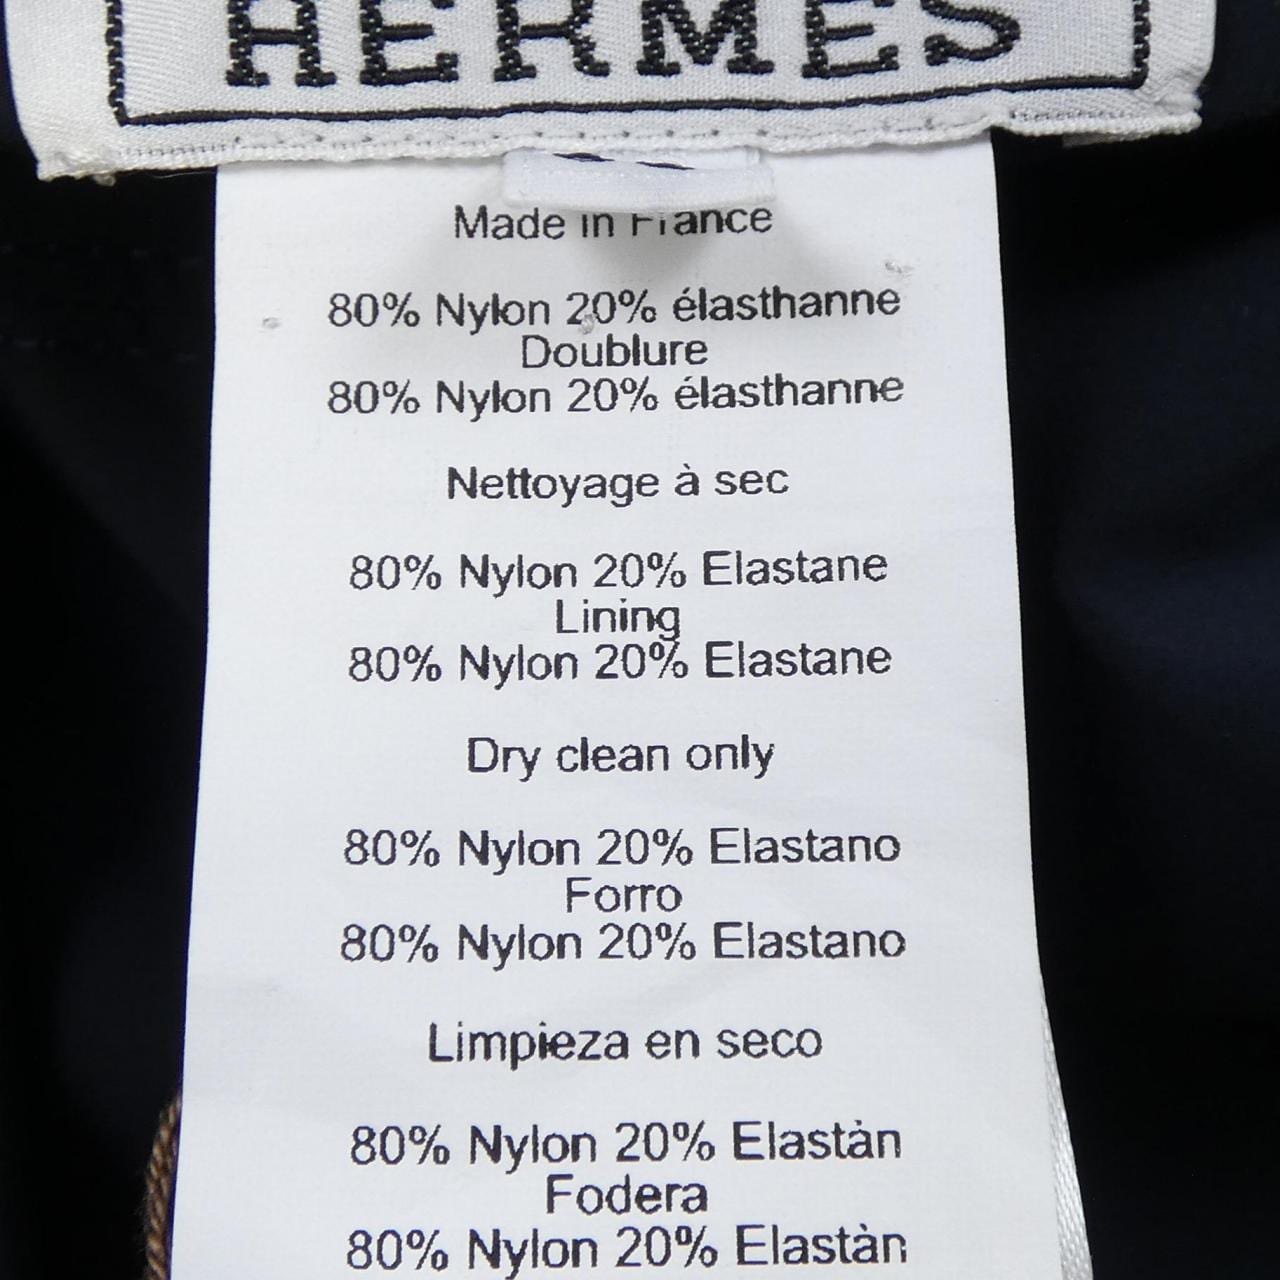 HERMES
Made in France
80% Nylon 20% élasthanne
Doublure
80% Nylon 20% élasthanne
Nettoyage à sec
80% Nylon 20% Elastane
Lining
80% Nylon 20% Elastane
Dry clean only
80% Nylon 20% Elastano
Forro
80% Nylon 20% Elastano
Limpieza en seco
80% Nylon 20% Elastàn
Fodera
80% Nylon 20% Elastàn